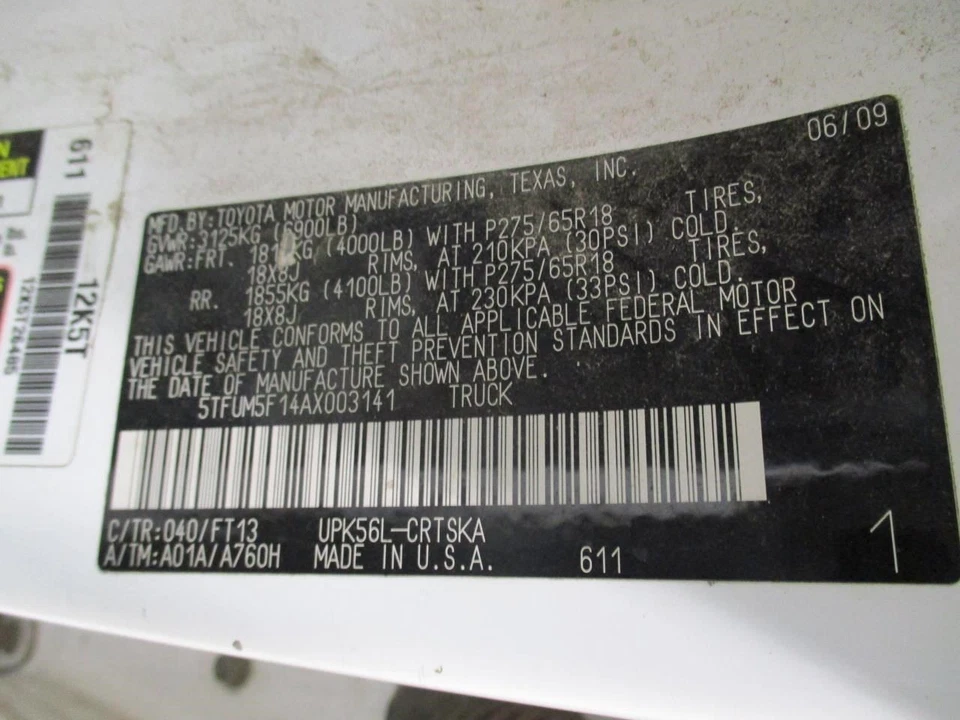 06/09
MFD.BY:TOYOTA MOTOR MANUFACTURING, TEXAS, INC.
GVWR:3125KG (6900LB)
GAWR:FRT. KG (4000LB) WITH P275/65R18 TIRES,
18X8J RIMS, AT 210KPA (30PSI) COLD.
RR. 1855KG (4100LB) WITH P275/65R18 TIRES,
18X8J RIMS, AT 230KPA (33PSI) COLD.
THIS VEHICLE CONFORMS TO ALL APPLICABLE FEDERAL MOTOR
VEHICLE SAFETY AND THEFT PREVENTION STANDARDS IN EFFECT ON
THE DATE OF MANUFACTURE SHOWN ABOVE.
5TFUM5F14AX003141 TRUCK
C/TR:040/FT13 UPK56L-CRTSKA
A/TM:A01A/A760H MADE IN U.S.A. 611
1
611
12K5T